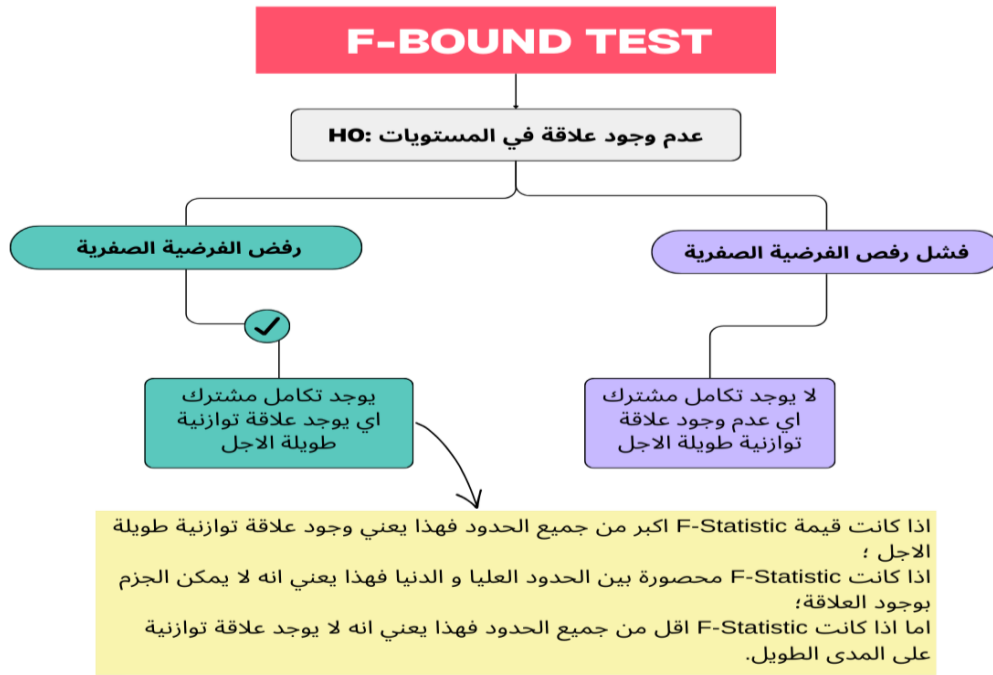 F-BOUND TEST
عدم وجود علاقة في المستويات :H0
رفض الفرضية الصفرية
فشل رفص الفرضية الصفرية
يوجد تكامل مشترك
اي يوجد علاقة توازنية
طويلة الاجل
لا يوجد تكامل مشترك
اي عدم وجود علاقة
توازنية طويلة الاجل
اذا كانت قيمة F-Statistic اكبر من جميع الحدود فهذا يعني وجود علاقة توازنية طويلة
الاجل ؛
اذا كانت F-Statistic محصورة بين الحدود العليا و الدنيا فهذا يعني انه لا يمكن الجزم
بوجود العلاقة؛
اما اذا كانت F-Statistic اقل من جميع الحدود فهذا يعني انه لا يوجد علاقة توازنية
على المدى الطويل.